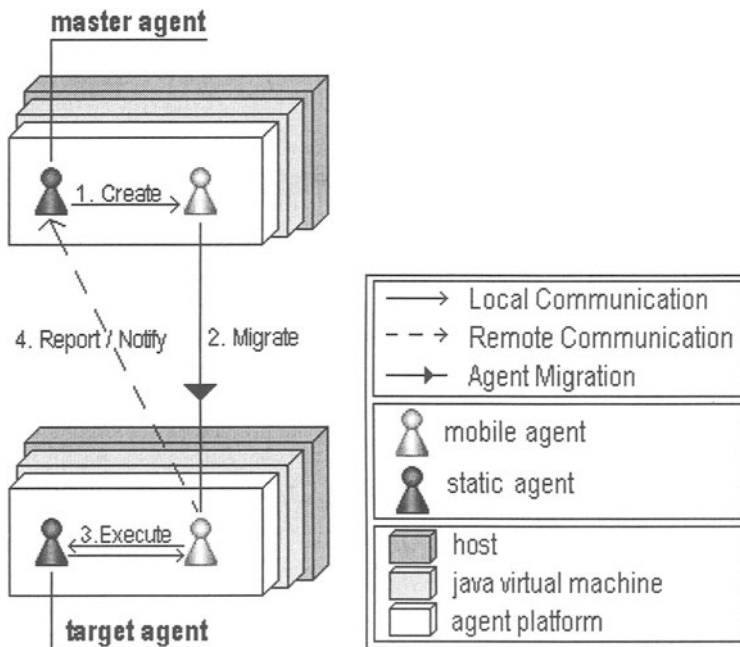 master agent
1. Create
4. Report / Notify
2. Migrate
3.Execute
target agent
Local Communication
Remote Communication
Agent Migration
mobile agent
static agent
host
java virtual machine
agent platform